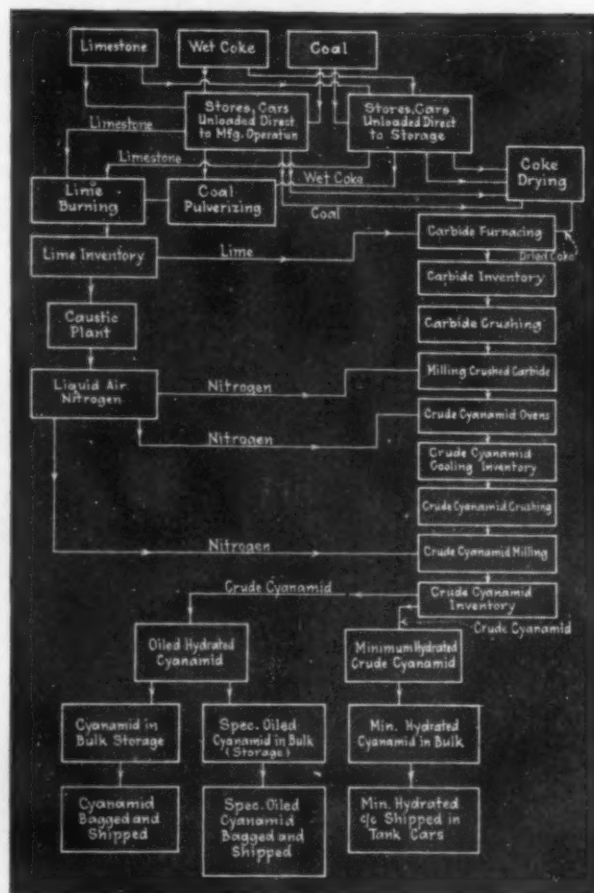 Limestone
Wet Coke
Coal
Stores, Cars
Unloaded Direct
to Mfg. Operation
Stores, Cars
Unloaded Direct
to Storage
Limestone
Limestone
Wet Coke
Coke
Drying
Lime
Burning
Coal
Pulverizing
Coal
Carbide Furnacing
Dried Coke
Lime Inventory
Lime
Carbide Inventory
Caustic
Plant
Carbide Crushing
Liquid Air
Nitrogen
Nitrogen
Milling Crushed Carbide
Nitrogen
Crude Cyanamid Ovens
Crude Cyanamid
Cooling Inventory
Crude Cyanamid Crushing
Nitrogen
Crude Cyanamid Milling
Crude Cyanamid
Crude Cyanamid
Inventory
Crude Cyanamid
Oiled Hydrated
Cyanamid
Minimum Hydrated
Crude Cyanamid
Cyanamid in
Bulk Storage
Spec. Oiled
Cyanamid in Bulk
(Storage)
Min. Hydrated
Cyanamid in Bulk
Cyanamid
Bagged and
Shipped
Spec. Oiled
Cyanamid
Bagged and
Shipped
Min. Hydrated
c/c Shipped in
Tank Cars